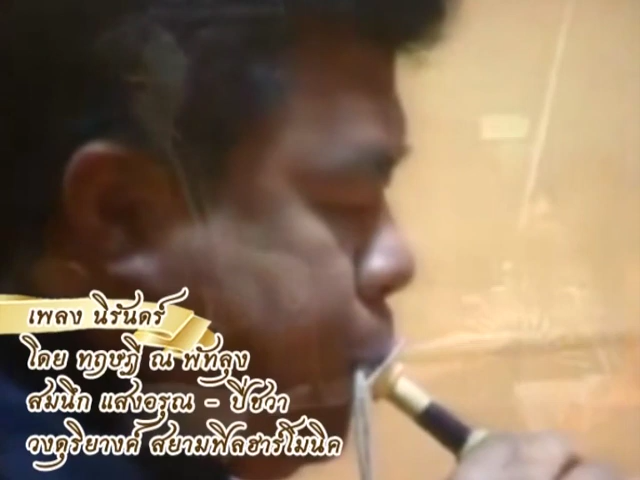 เพลง นิรันดร์
โดย ทฤษฎี ณ พัทลุง
สมนึก แสงอรุณ - ปี่ชวา
วงดุริยางค์ สยามฟิลฮาร์โมนิค